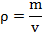 ρ = m/v